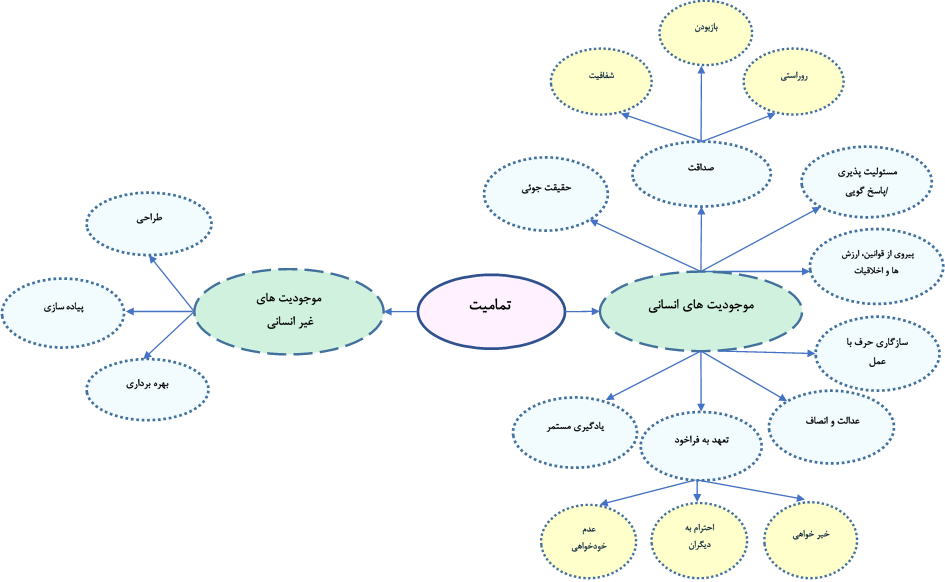 بازبودن
شفافیت
روراستی
صداقت
حقیقت جوئی
مسئولیت پذیری
/پاسخ گویی
طراحی
پیروی از قوانین، ارزش
ها و اخلاقیات
موجودیت های
غیر انسانی
تمامیت
موجودیت های انسانی
پیاده سازی
سازگاری حرف با
عمل
بهره برداری
عدالت و انصاف
یادگیری مستمر
تعهد به فراخود
عدم
خودخواهی
احترام به
دیگران
خیر خواهی